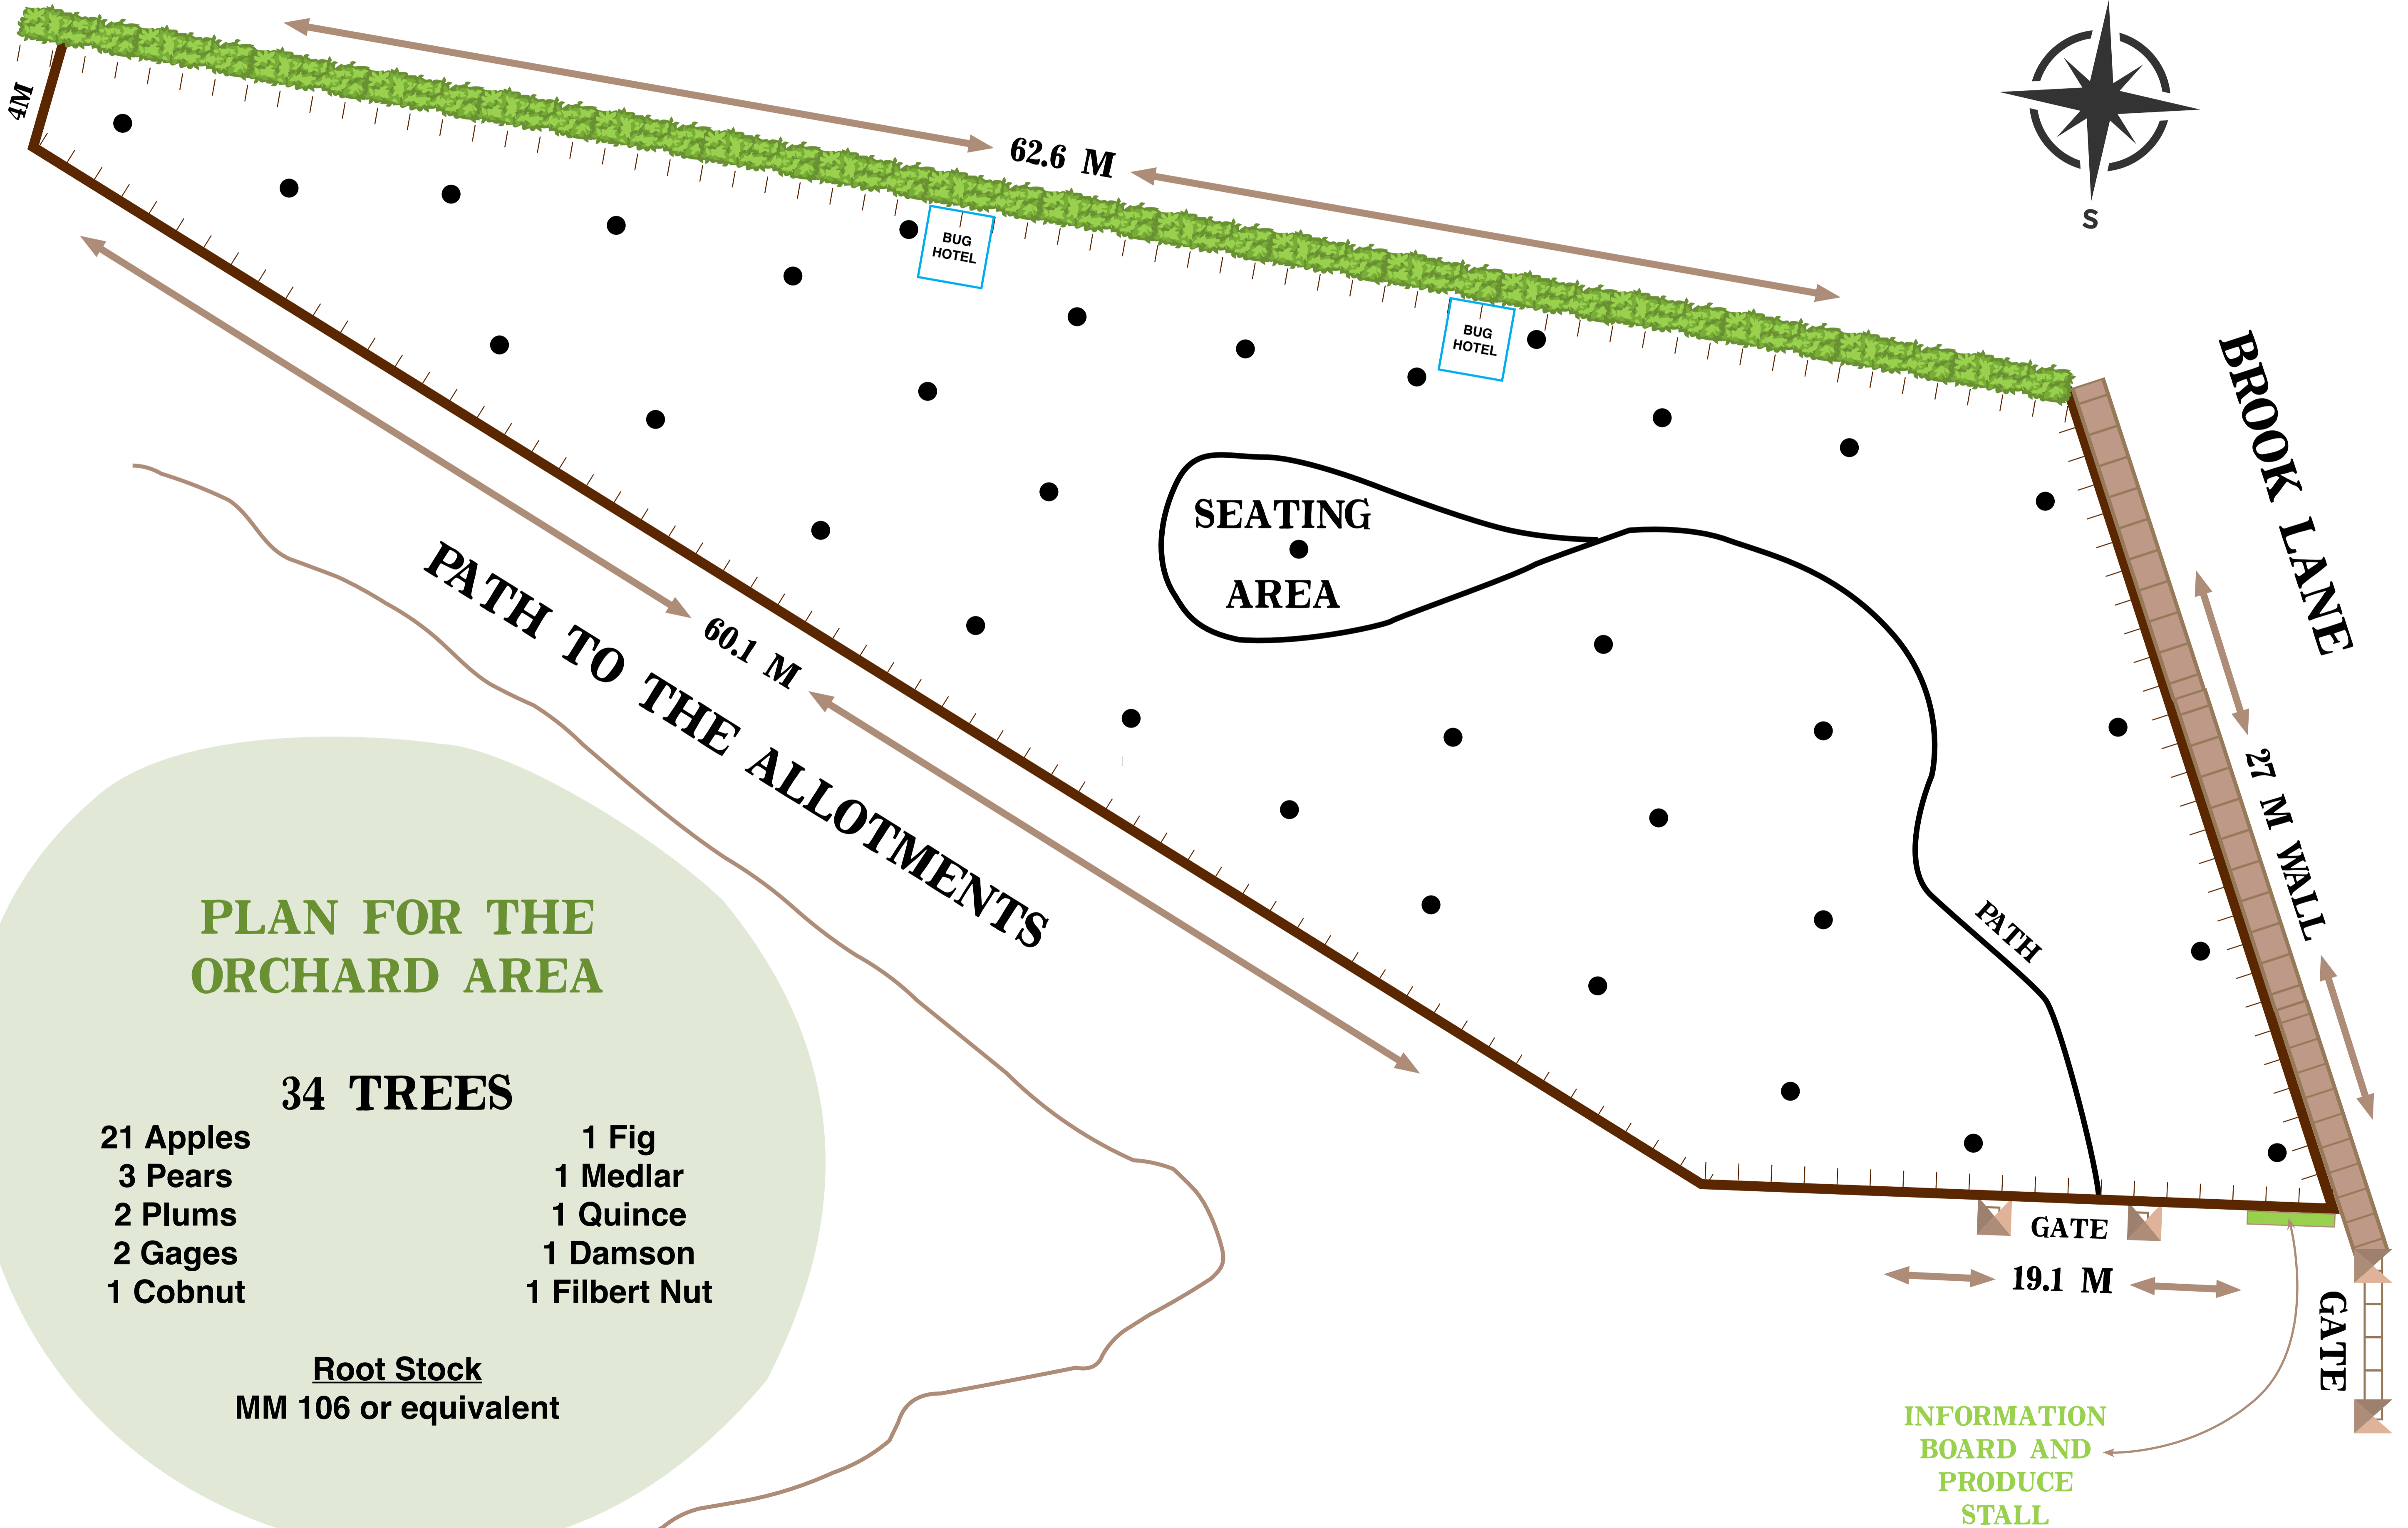 4M
62.6 M
BUG
HOTEL
BUG
HOTEL
S
BROOK LANE
SEATING
AREA
60.1 M
PATH TO THE ALLOTMENTS
27 M WALL
PATH
GATE
19.1 M
GATE
INFORMATION
BOARD AND
PRODUCE
STALL
PLAN FOR THE
ORCHARD AREA
34 TREES
21 Apples
3 Pears
2 Plums
2 Gages
1 Cobnut
1 Fig
1 Medlar
1 Quince
1 Damson
1 Filbert Nut
Root Stock
MM 106 or equivalent